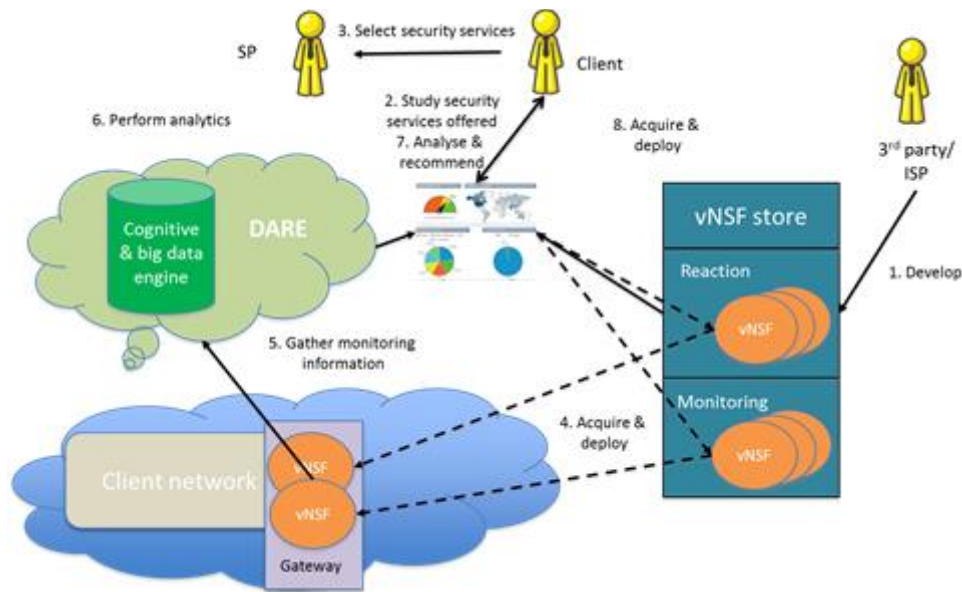 3. Select security services
SP
Client
2. Study security
services offered
7. Analyse &
recommend
6. Perform analytics
8. Acquire &
deploy
3rd party/
ISP
DARE
Cognitive
& big data
engine
vNSF store
Reaction
vNSF
1. Develop
5. Gather monitoring
information
Monitoring
vNSF
4. Acquire &
deploy
Client network
vNSF
vNSF
Gateway